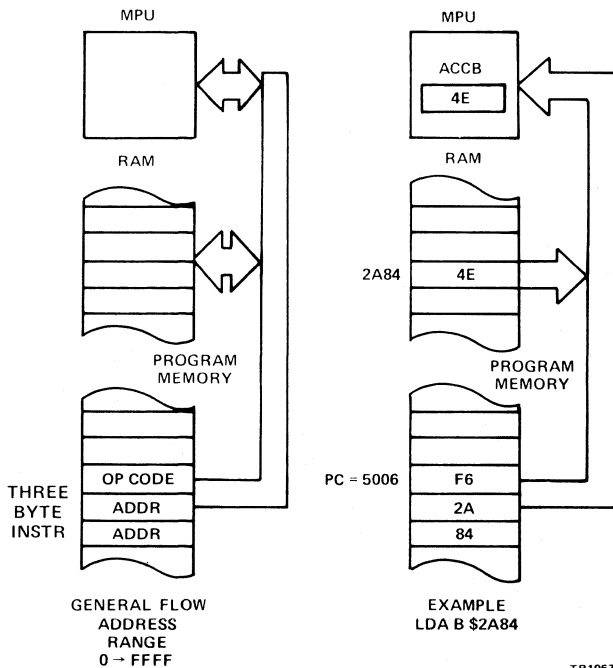 MPU
RAM
PROGRAM
MEMORY
THREE
BYTE
INSTR
OP CODE
ADDR
ADDR
GENERAL FLOW
ADDRESS
RANGE
0 → FFFF
MPU
ACCB
4E
RAM
2A84
4E
PROGRAM
MEMORY
PC = 5006
F6
2A
84
EXAMPLE
LDA B $2A84